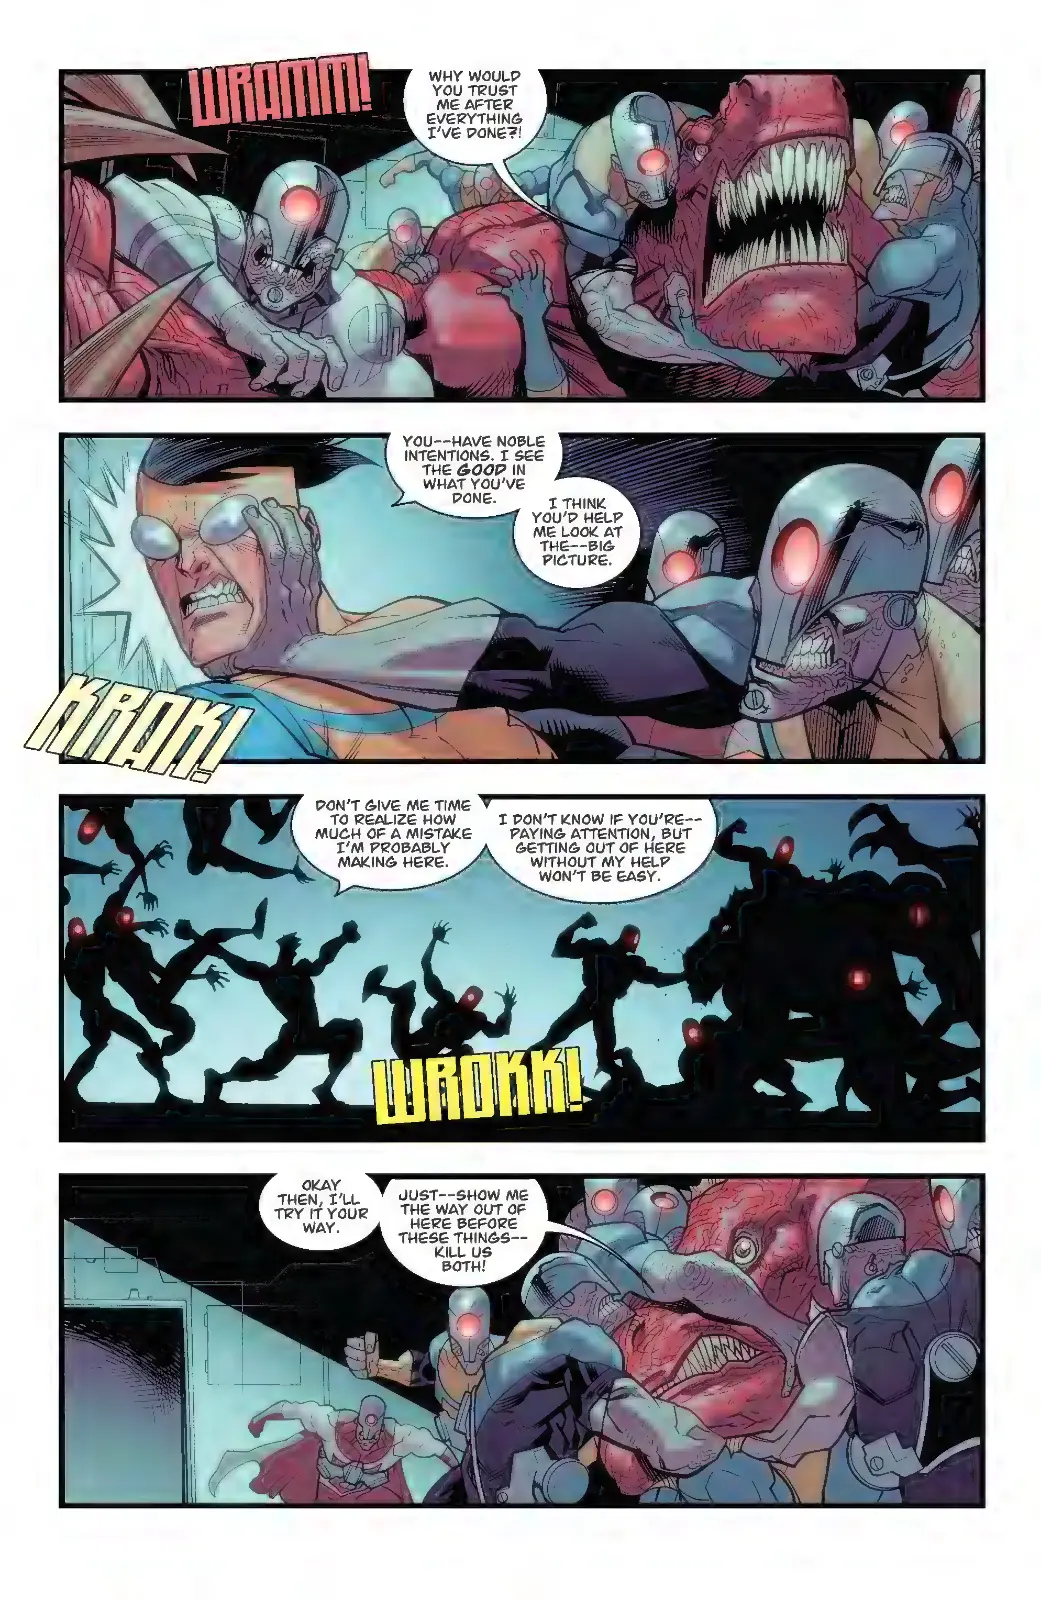 WRAMM!
WHY WOULD
YOU TRUST
ME AFTER
EVERYTHING
I'VE DONE?!
YOU--HAVE NOBLE
INTENTIONS. I SEE
THE GOOD IN
WHAT YOU'VE
DONE.
I THINK
YOU'D HELP
ME LOOK AT
THE--BIG
PICTURE.
KRAK!
DON'T GIVE ME TIME
TO REALIZE HOW
MUCH OF A MISTAKE
I'M PROBABLY
MAKING HERE.
I DON'T KNOW IF YOU'RE--
PAYING ATTENTION, BUT
GETTING OUT OF HERE
WITHOUT MY HELP
WON'T BE EASY.
WROKK!
OKAY
THEN, I'LL
TRY IT YOUR
WAY.
JUST--SHOW ME
THE WAY OUT OF
HERE BEFORE
THESE THINGS--
KILL US
BOTH!